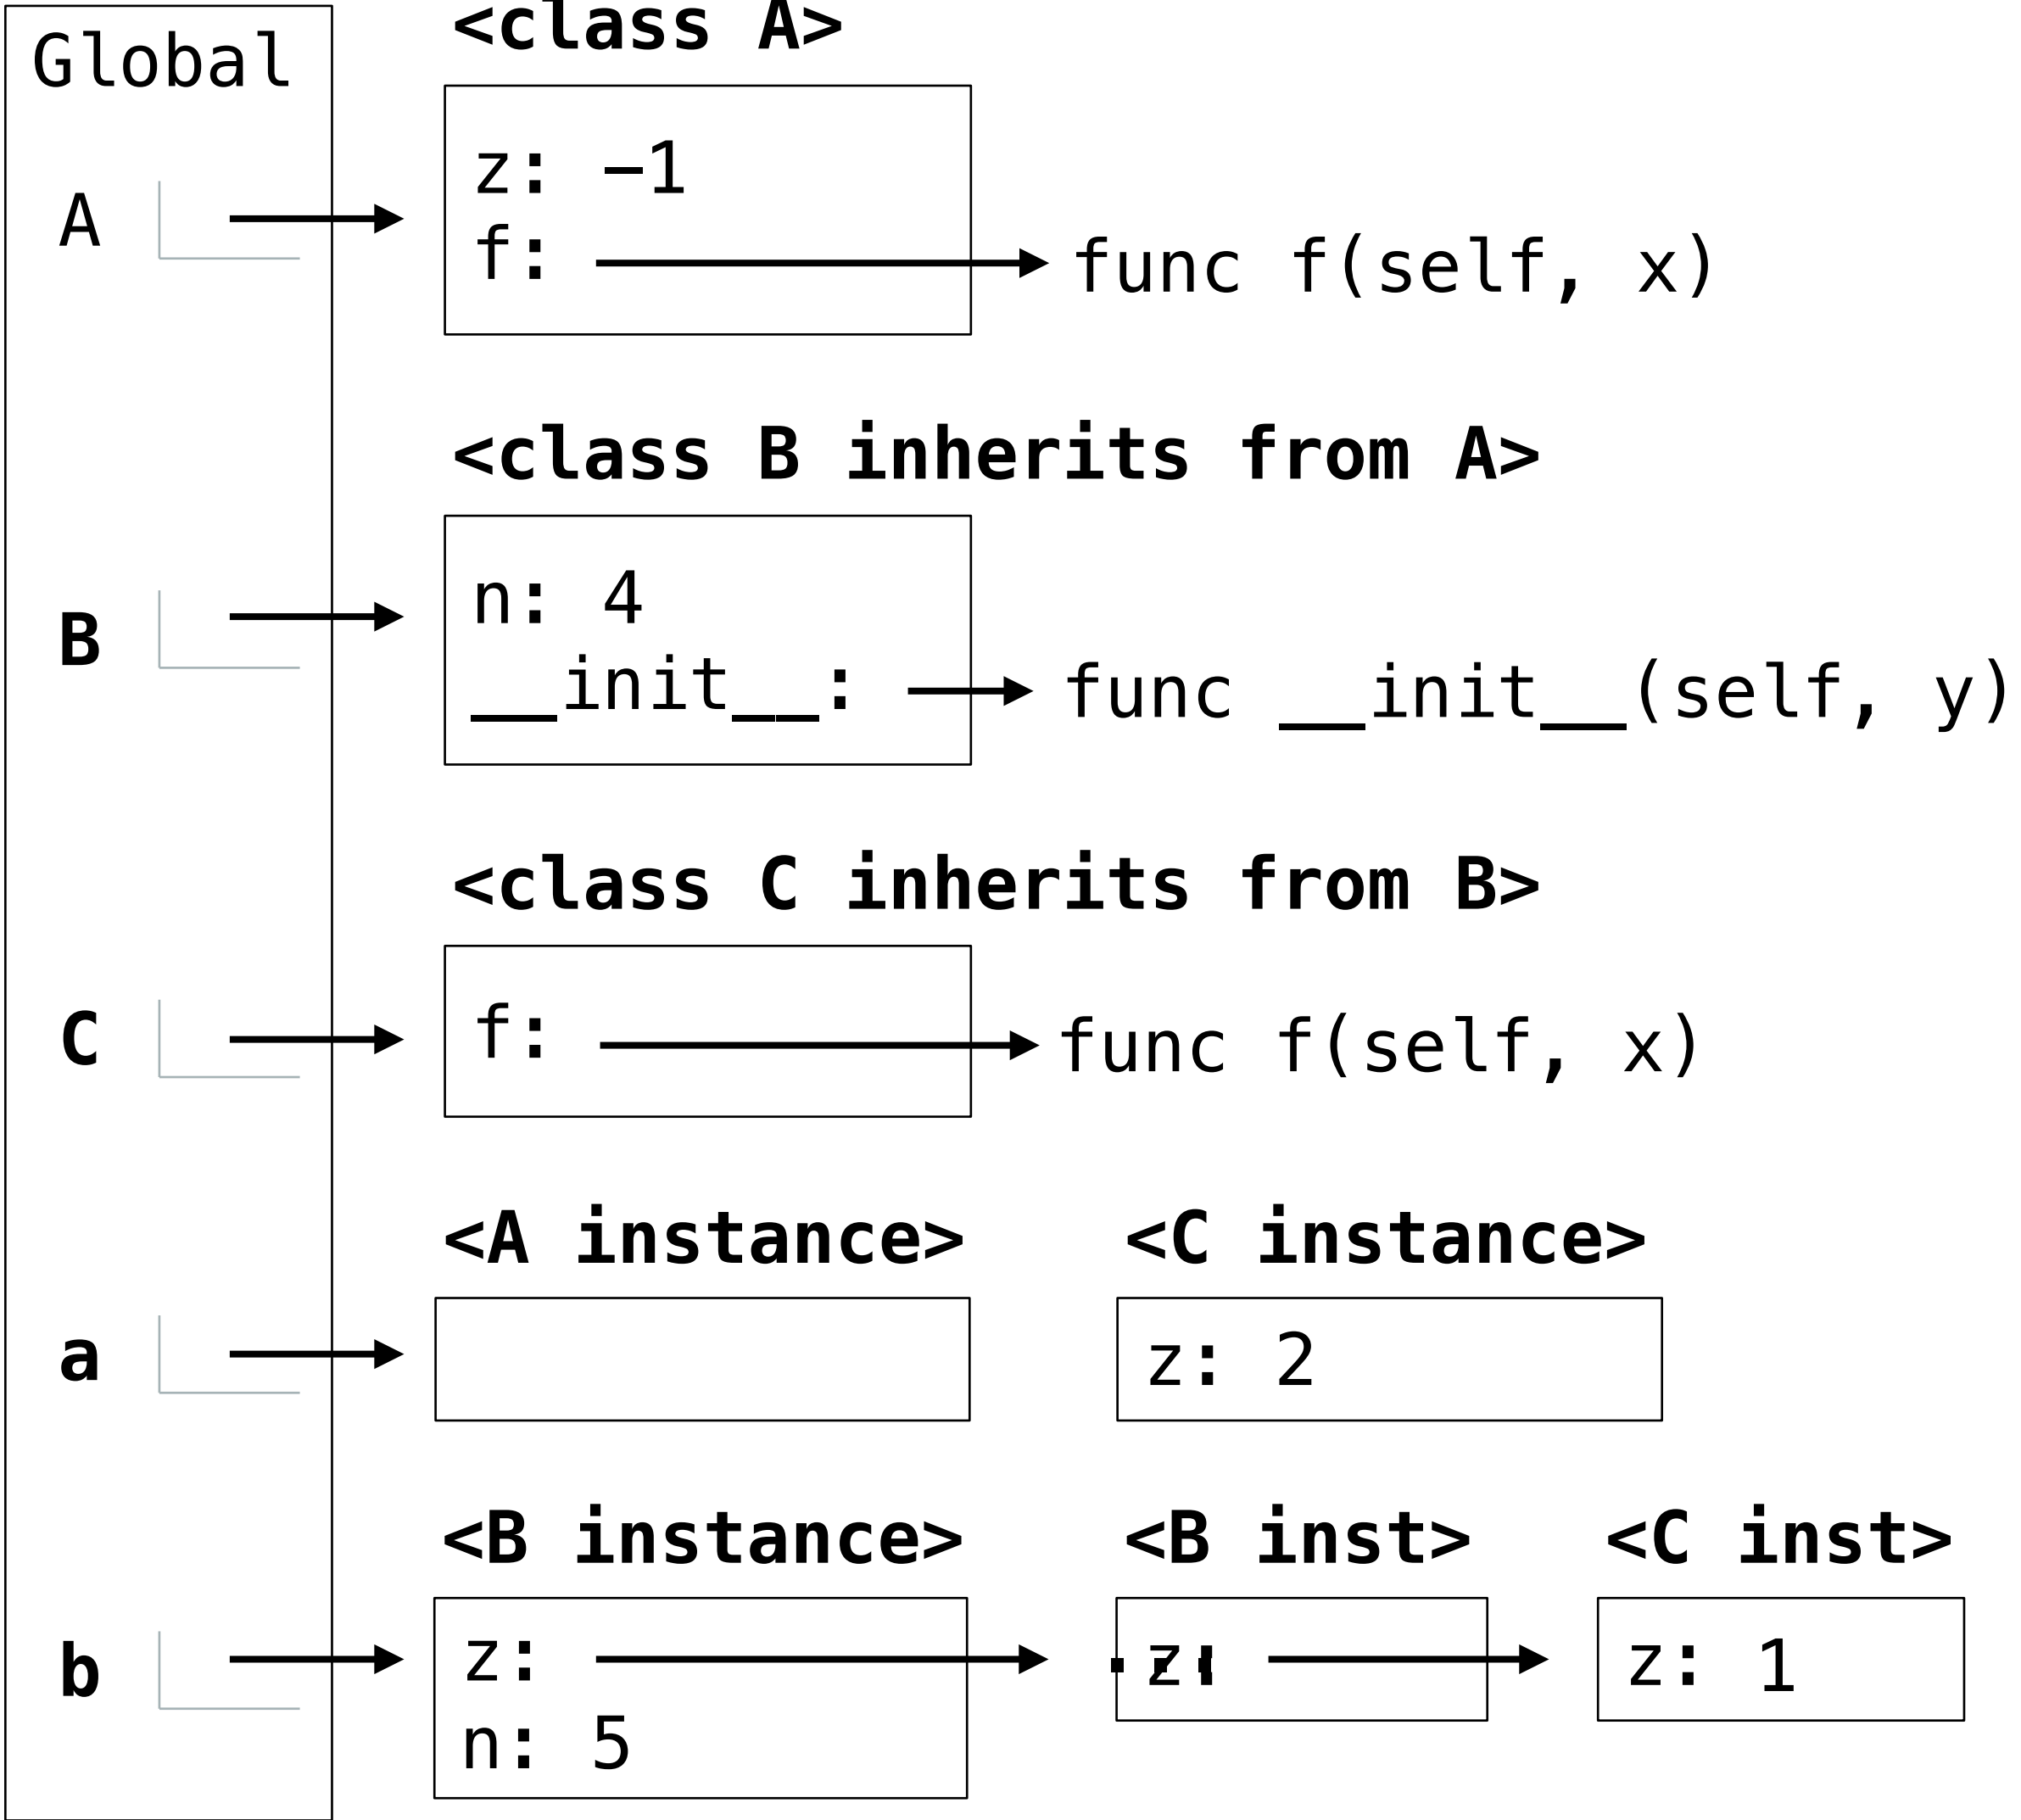 Global
<class A>
A
z: -1
f:
func f(self, x)
<class B inherits from A>
B
n: 4
__init__:
func __init__(self, y)
<class C inherits from B>
C
f:
func f(self, x)
<A instance>
<C instance>
a
z: 2
<B instance>
<B inst>
<C inst>
b
z:
n: 5
z:
z: 1